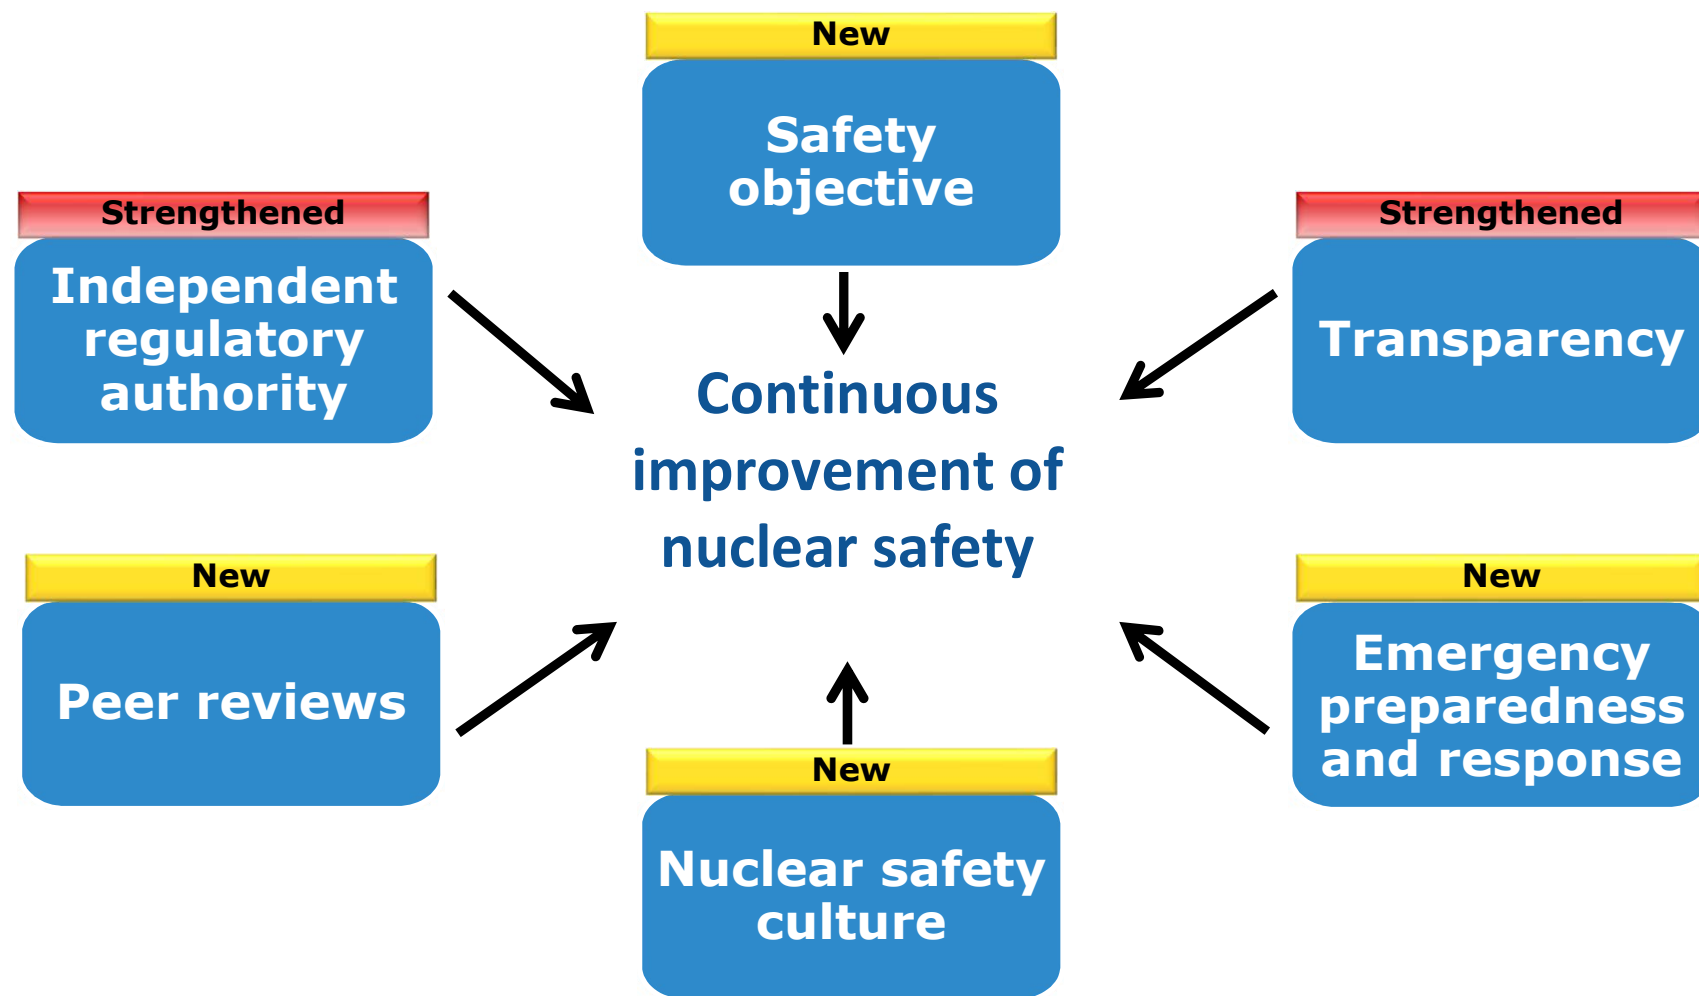 New
Safety
objective
Strengthened
Independent
regulatory
authority
Strengthened
Transparency
Continuous
improvement of
nuclear safety
New
Peer reviews
New
Emergency
preparedness
and response
New
Nuclear safety
culture